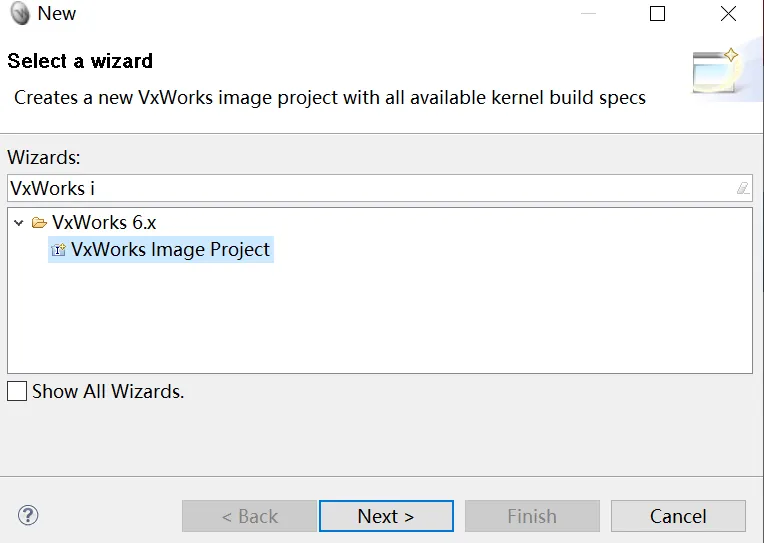 New
Select a wizard
Creates a new VxWorks image project with all available kernel build specs
Wizards:
VxWorks i
VxWorks 6.x
VxWorks Image Project
Show All Wizards.
?
< Back
Next >
Finish
Cancel